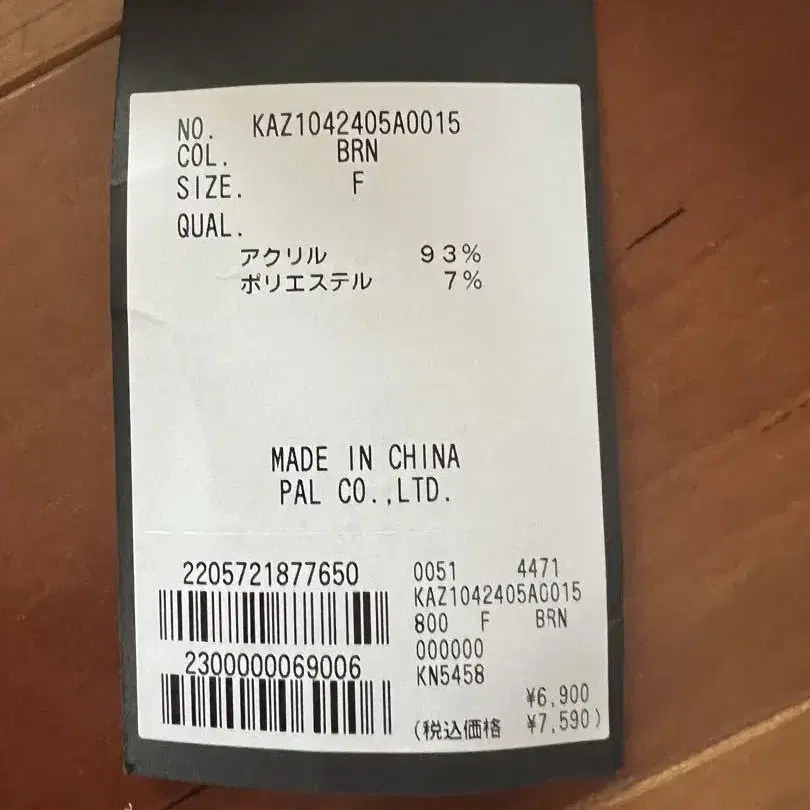 NO. KAZ1042405A0015
COL. BRN
SIZE. F
QUAL.
アクリル 93%
ポリエステル 7%
MADE IN CHINA
PAL CO.,LTD.
2205721877650
2300000069006
0051 4471
KAZ1042405A0015
800 F BRN
000000
KN5458
¥6,900
(税込価格 ¥7,590)